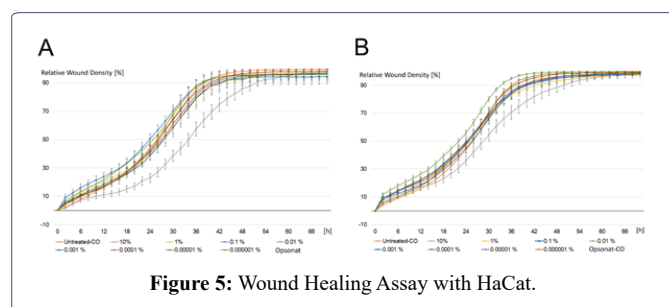 A
B
Relative Wound Density [%]
Relative Wound Density [%]
90
70
50
30
10
-10
0 6 12 18 24 30 36 42 48 54 60 66 [h]
90
70
50
30
10
-10
0 6 12 18 24 30 36 42 48 54 60 66 [h]
Untreated-CO 10% 1% 0.1 % 0.01 %
0.001 % 0.0001 % 0.00001 % 0.000001 % Opsonat
Untreated-CO 10% 1% 0.1 % 0.01 %
0.001 % 0.0001 % 0.00001 % 0.000001 % Opsonat-CO
Figure 5: Wound Healing Assay with HaCat.